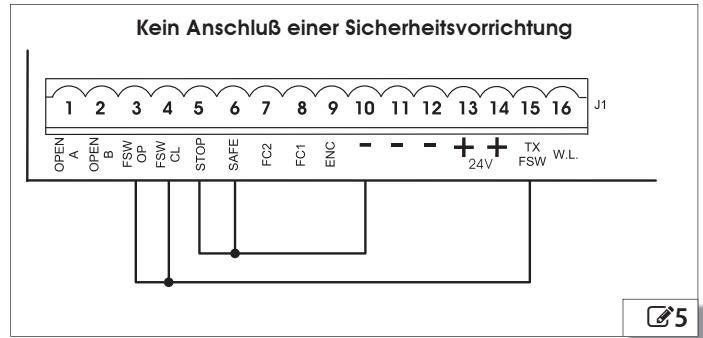 Kein Anschluß einer Sicherheitsvorrichtung
1 2 3 4 5 6 7 8 9 10 11 12 13 14 15 16 J1
OPEN A
OPEN B
FSW OP
FSW CL
STOP
SAFE
FC2
FC1
ENC
- - -
+ +
24V
TX FSW
W.L.
5